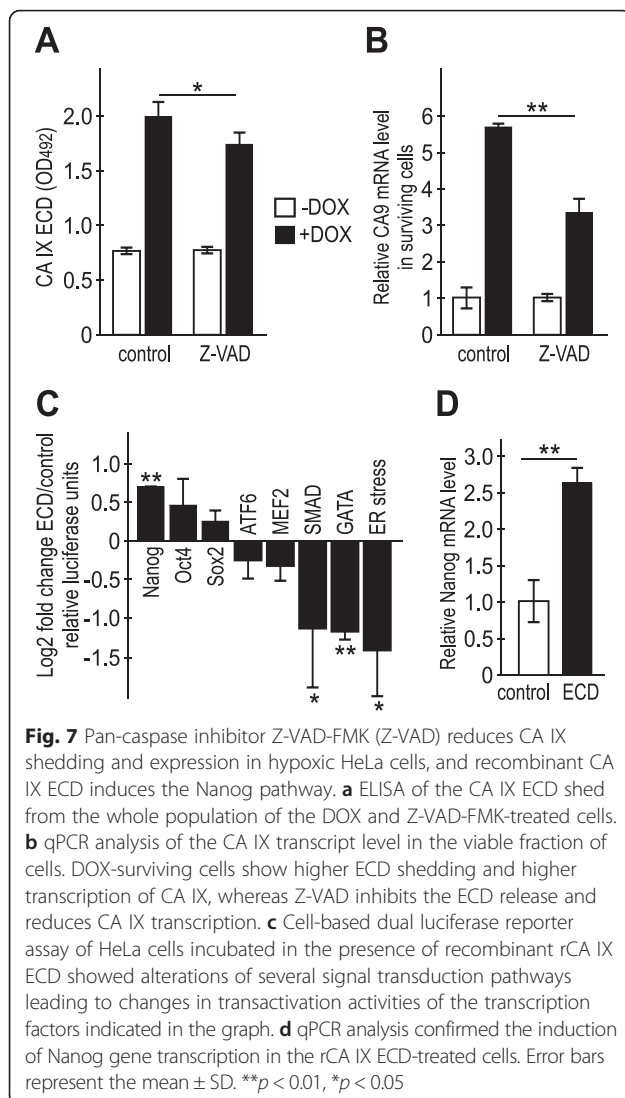 A
CA IX ECD (OD492)
2.0
1.5
1.0
0.5
0
*
control
Z-VAD
-DOX
+DOX
B
Relative CA9 mRNA level
in surviving cells
6
5
4
3
2
1
0
**
control
Z-VAD
C
Log2 fold change ECD/control
relative luciferase units
1.0
0.5
0
-0.5
-1.0
-1.5
**
Nanog
Oct4
Sox2
ATF6
MEF2
SMAD
GATA
ER stress
*
**
*
D
Relative Nanog mRNA level
3.0
2.5
2.0
1.5
1.0
0.5
0
**
control
ECD
Fig. 7 Pan-caspase inhibitor Z-VAD-FMK (Z-VAD) reduces CA IX
shedding and expression in hypoxic HeLa cells, and recombinant CA
IX ECD induces the Nanog pathway. a ELISA of the CA IX ECD shed
from the whole population of the DOX and Z-VAD-FMK-treated cells.
b qPCR analysis of the CA IX transcript level in the viable fraction of
cells. DOX-surviving cells show higher ECD shedding and higher
transcription of CA IX, whereas Z-VAD inhibits the ECD release and
reduces CA IX transcription. c Cell-based dual luciferase reporter
assay of HeLa cells incubated in the presence of recombinant rCA IX
ECD showed alterations of several signal transduction pathways
leading to changes in transactivation activities of the transcription
factors indicated in the graph. d qPCR analysis confirmed the induction
of Nanog gene transcription in the rCA IX ECD-treated cells. Error bars
represent the mean ± SD. **p < 0.01, *p < 0.05